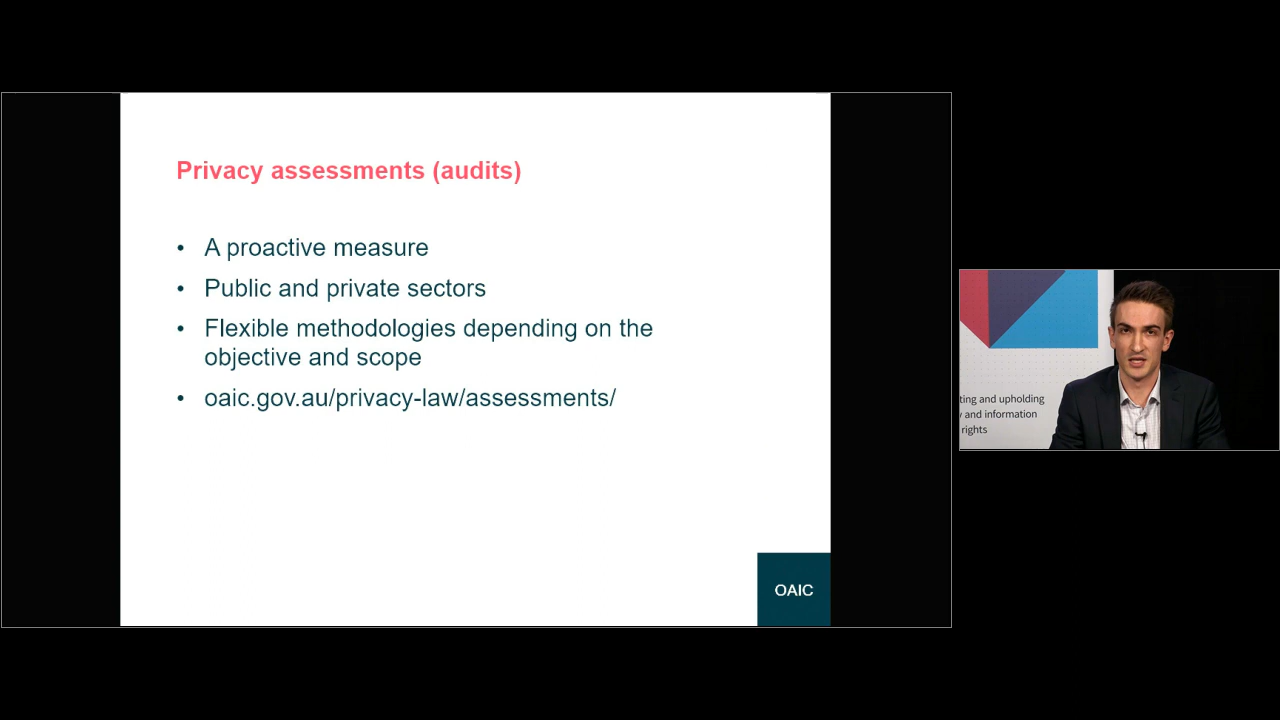 Privacy assessments (audits)
• A proactive measure
• Public and private sectors
• Flexible methodologies depending on the
objective and scope
• oaic.gov.au/privacy-law/assessments/
OAIC
ting and upholding
y and information
rights